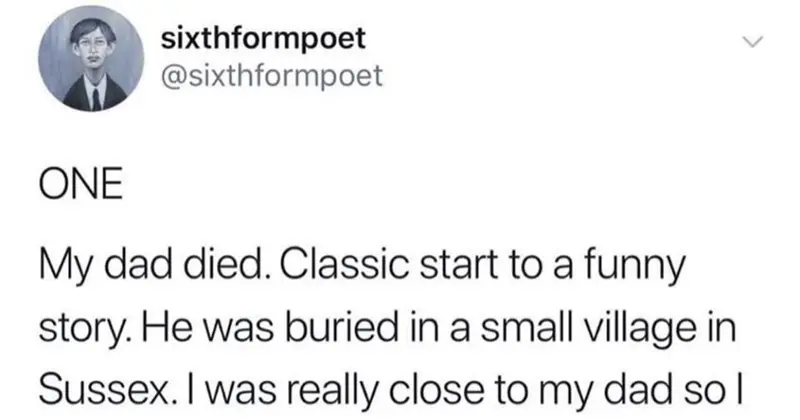 sixthformpoet
@sixthformpoet
ONE
My dad died. Classic start to a funny
story. He was buried in a small village in
Sussex. I was really close to my dad so I